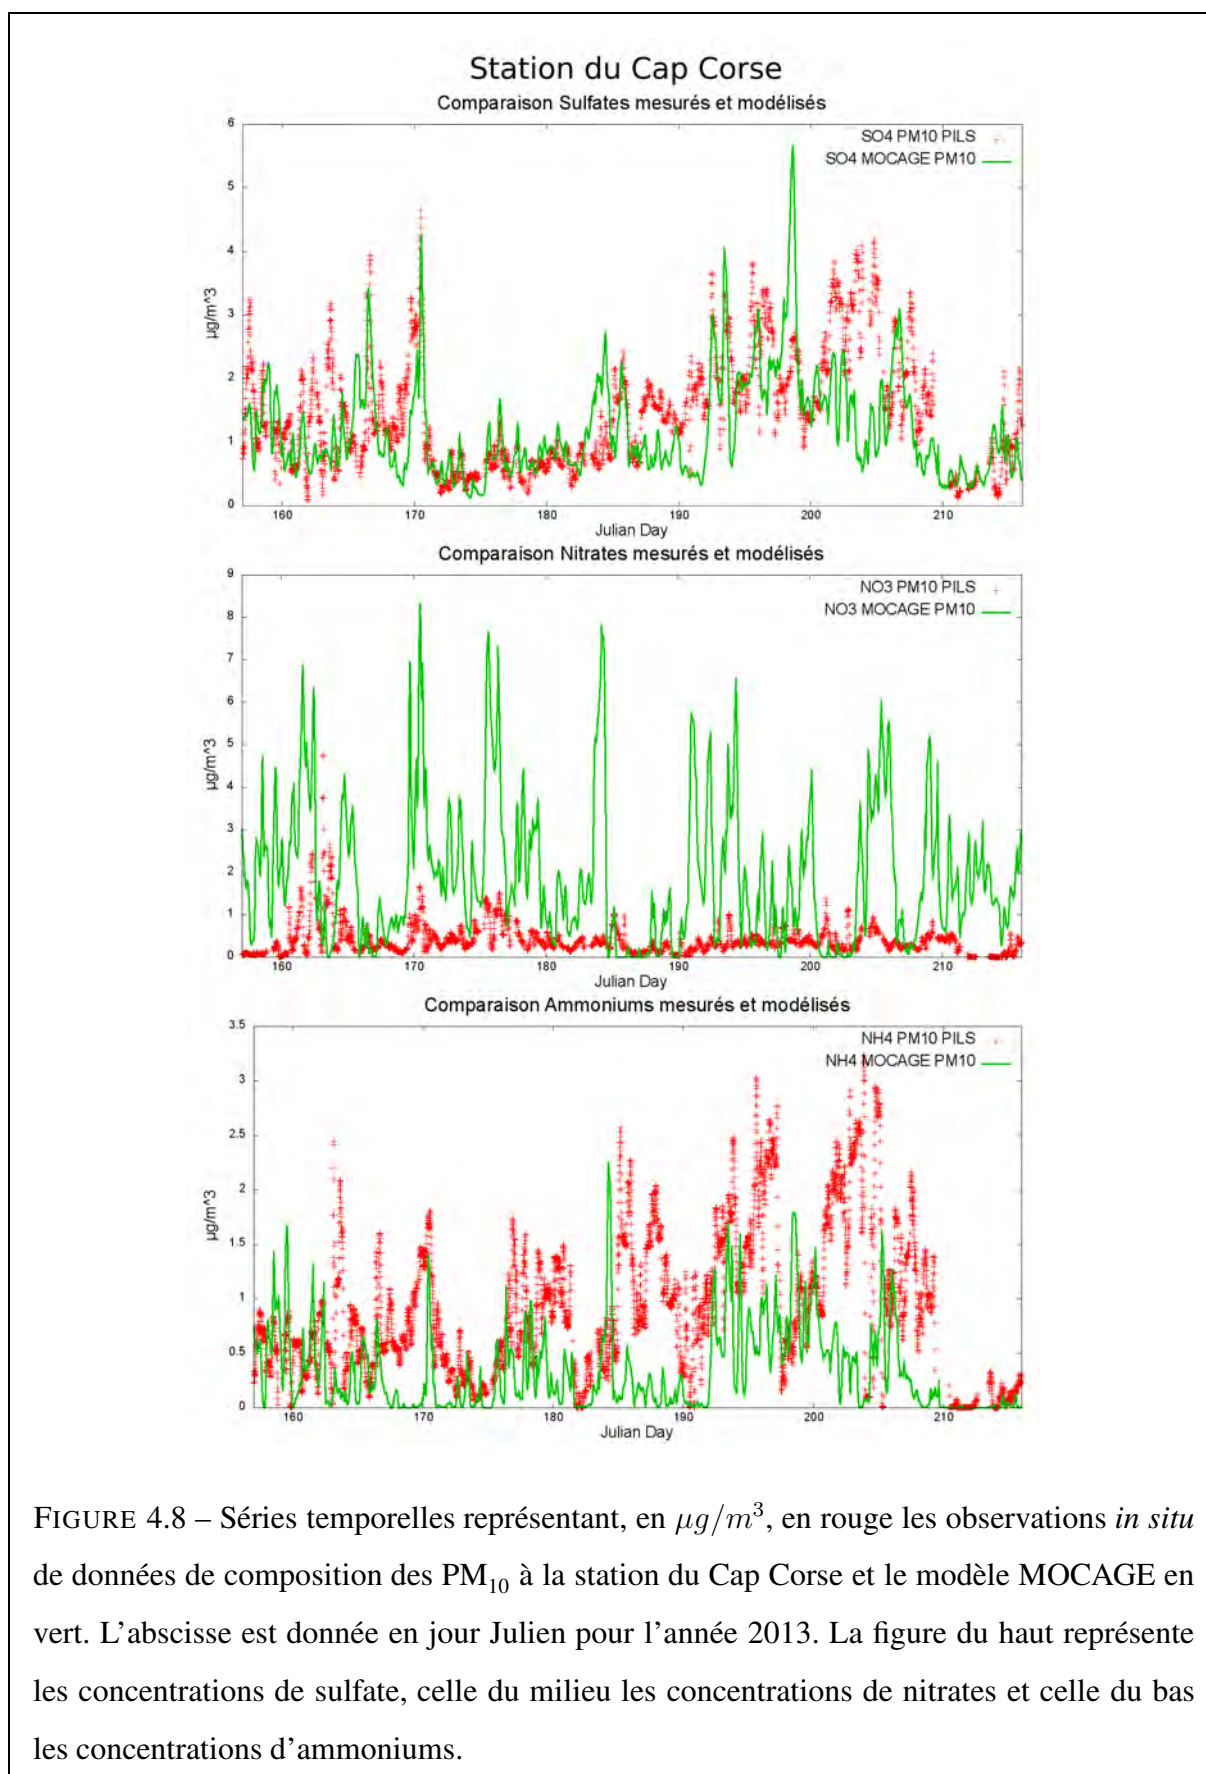 Station du Cap Corse
Comparaison Sulfates mesurés et modélisés
SO4 PM10 PILS
SO4 MOCAGE PM10
6
5
4
3
2
1
0
µg/m^3
160 170 180 190 200 210
Julian Day
Comparaison Nitrates mesurés et modélisés
NO3 PM10 PILS
NO3 MOCAGE PM10
9
8
7
6
5
4
3
2
1
0
µg/m^3
160 170 180 190 200 210
Julian Day
Comparaison Ammoniums mesurés et modélisés
NH4 PM10 PILS
NH4 MOCAGE PM10
3.5
3
2.5
2
1.5
1
0.5
0
µg/m^3
160 170 180 190 200 210
Julian Day
FIGURE 4.8 – Séries temporelles représentant, en µg/m³, en rouge les observations in situ
de données de composition des PM₁₀ à la station du Cap Corse et le modèle MOCAGE en
vert. L'abscisse est donnée en jour Julien pour l'année 2013. La figure du haut représente
les concentrations de sulfate, celle du milieu les concentrations de nitrates et celle du bas
les concentrations d'ammoniums.